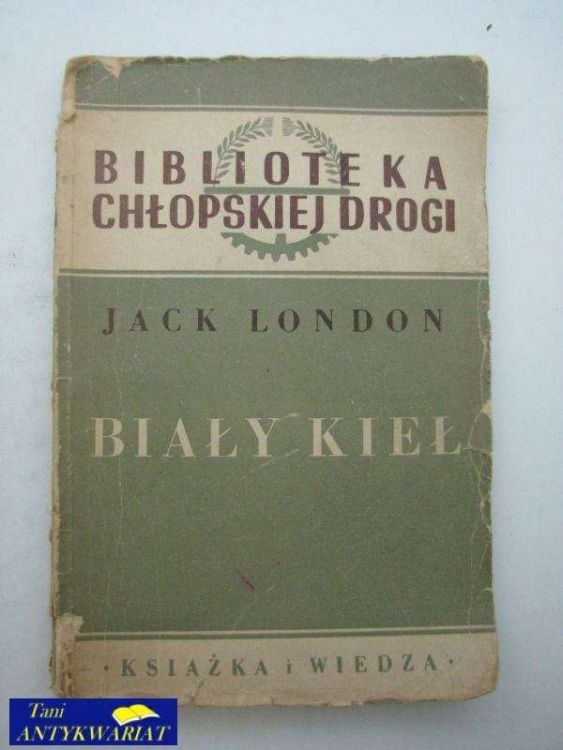 BIBLIOTEKA
CHŁOPSKIEJ DROGI
JACK LONDON
BIAŁY KIEŁ
· KSIĄŻKA i WIEDZA ·
Tani
ANTYKWARIAT